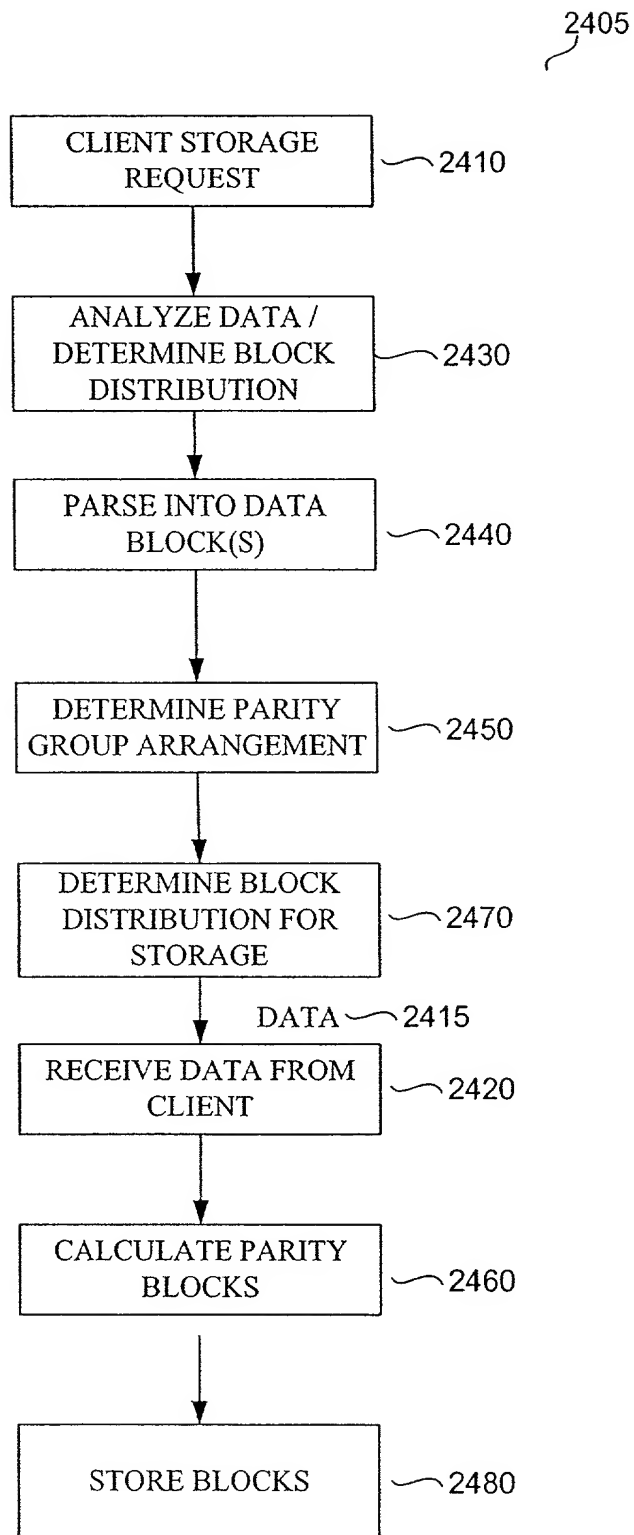 2405
CLIENT STORAGE
REQUEST
2410
ANALYZE DATA /
DETERMINE BLOCK
DISTRIBUTION
2430
PARSE INTO DATA
BLOCK(S)
2440
DETERMINE PARITY
GROUP ARRANGEMENT
2450
DETERMINE BLOCK
DISTRIBUTION FOR
STORAGE
2470
DATA 2415
RECEIVE DATA FROM
CLIENT
2420
CALCULATE PARITY
BLOCKS
2460
STORE BLOCKS
2480